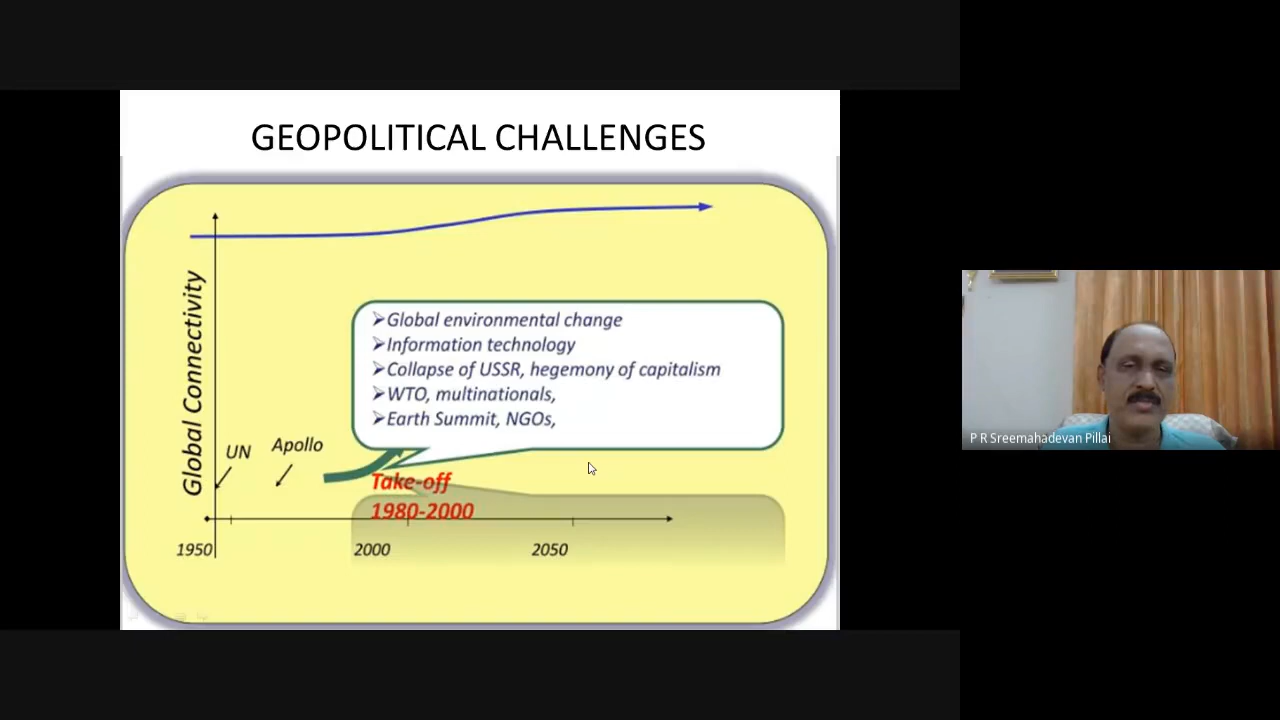 GEOPOLITICAL CHALLENGES
Global Connectivity
➢Global environmental change
➢Information technology
➢Collapse of USSR, hegemony of capitalism
➢WTO, multinationals,
➢Earth Summit, NGOs,
UN
Apollo
Take-off
1980-2000
1950
2000
2050
P R Sreemahadevan Pillai